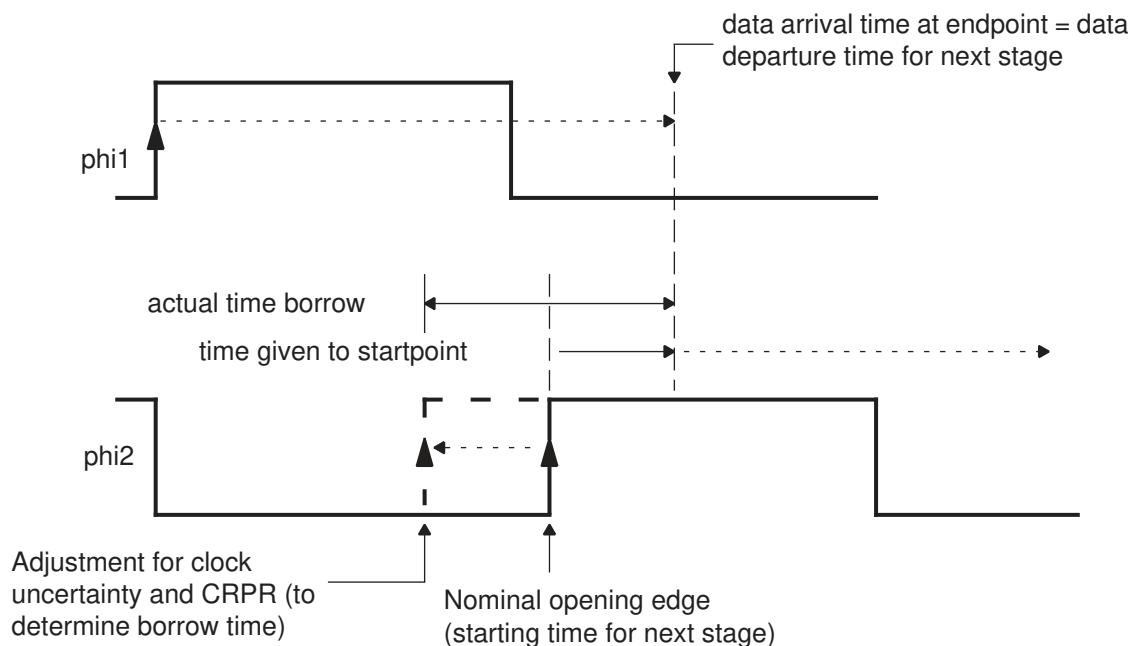 data arrival time at endpoint = data
departure time for next stage
phi1
actual time borrow
time given to startpoint
phi2
Adjustment for clock
uncertainty and CRPR (to
determine borrow time)
Nominal opening edge
(starting time for next stage)